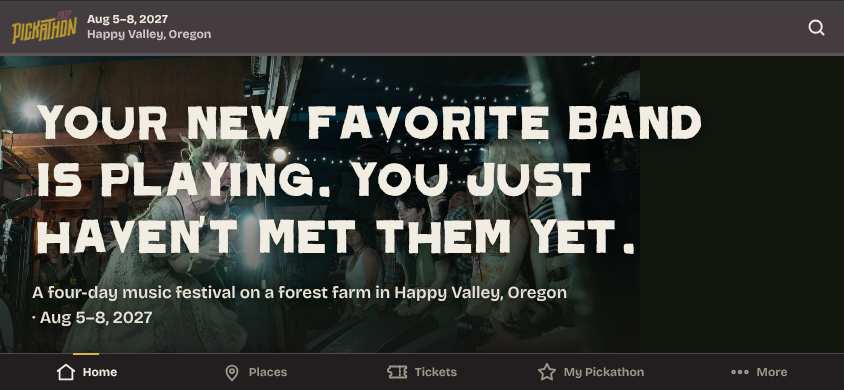 PICKATHON
Aug 5–8, 2027
Happy Valley, Oregon
YOUR NEW FAVORITE BAND
IS PLAYING. YOU JUST
HAVEN'T MET THEM YET.
A four-day music festival on a forest farm in Happy Valley, Oregon
· Aug 5–8, 2027
Home
Places
Tickets
My Pickathon
More